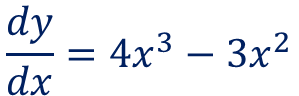 dy/dx = 4x³ − 3x²